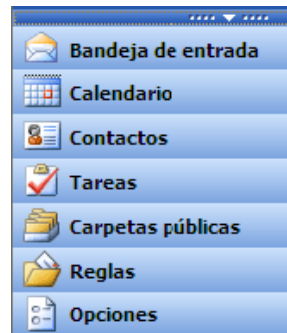 Bandeja de entrada
Calendario
Contactos
Tareas
Carpetas públicas
Reglas
Opciones